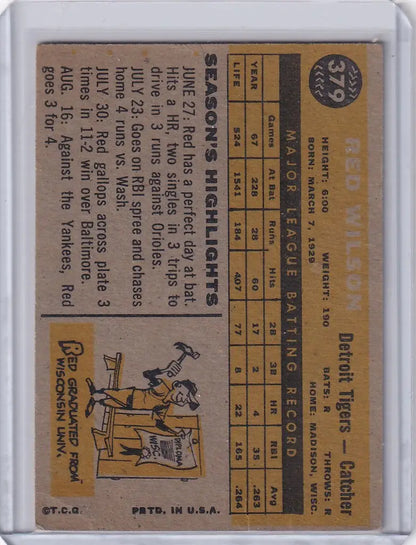 379
RED WILSON
Detroit Tigers — Catcher
HEIGHT: 6:00 WEIGHT: 190 BATS: R THROWS: R
BORN: MARCH 7, 1929 HOME: MADISON, WISC.
MAJOR LEAGUE BATTING RECORD
Games At Bat Runs Hits 2B 3B HR RBI Avg
YEAR 67 228 28 60 17 2 4 35 .263
LIFE 524 1541 184 407 77 8 22 165 .264
SEASON'S HIGHLIGHTS
JUNE 27: Red has a perfect day at bat.
Hits a HR, two singles in 3 trips to
drive in 3 runs against Orioles.
JULY 23: Goes on RBI spree and chases
home 4 runs vs Wash.
JULY 30: Red gallops across plate 3
times in 11-2 win over Baltimore.
AUG. 16: Against the Yankees, Red
goes 3 for 4.
DIPLOMA
WISC.
RED GRADUATED FROM
WISCONSIN UNIV.
©T.C.G. PRTD. IN U.S.A.